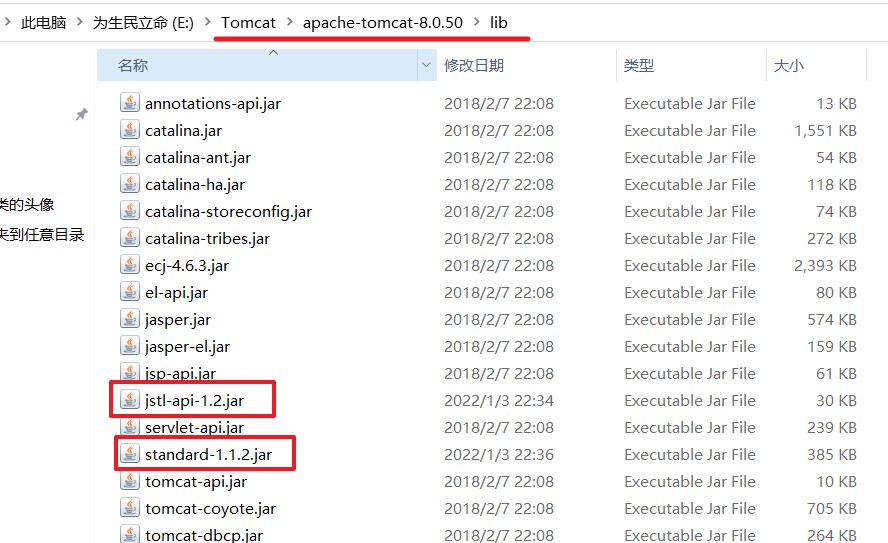 此电脑 > 为生民立命 (E:) > Tomcat > apache-tomcat-8.0.50 > lib
名称 修改日期 类型 大小
annotations-api.jar 2018/2/7 22:08 Executable Jar File 13 KB
catalina.jar 2018/2/7 22:08 Executable Jar File 1,551 KB
catalina-ant.jar 2018/2/7 22:08 Executable Jar File 54 KB
catalina-ha.jar 2018/2/7 22:08 Executable Jar File 118 KB
类的头像
catalina-storeconfig.jar 2018/2/7 22:08 Executable Jar File 74 KB
夹到任意目录
catalina-tribes.jar 2018/2/7 22:08 Executable Jar File 272 KB
ecj-4.6.3.jar 2018/2/7 22:08 Executable Jar File 2,393 KB
el-api.jar 2018/2/7 22:08 Executable Jar File 80 KB
jasper.jar 2018/2/7 22:08 Executable Jar File 574 KB
jasper-el.jar 2018/2/7 22:08 Executable Jar File 159 KB
jsp-api.jar 2018/2/7 22:08 Executable Jar File 61 KB
jstl-api-1.2.jar 2022/1/3 22:34 Executable Jar File 30 KB
servlet-api.jar 2018/2/7 22:08 Executable Jar File 239 KB
standard-1.1.2.jar 2022/1/3 22:36 Executable Jar File 385 KB
tomcat-api.jar 2018/2/7 22:08 Executable Jar File 10 KB
tomcat-coyote.jar 2018/2/7 22:08 Executable Jar File 705 KB
tomcat-dbcp.jar 2018/2/7 22:08 Executable Jar File 264 KB